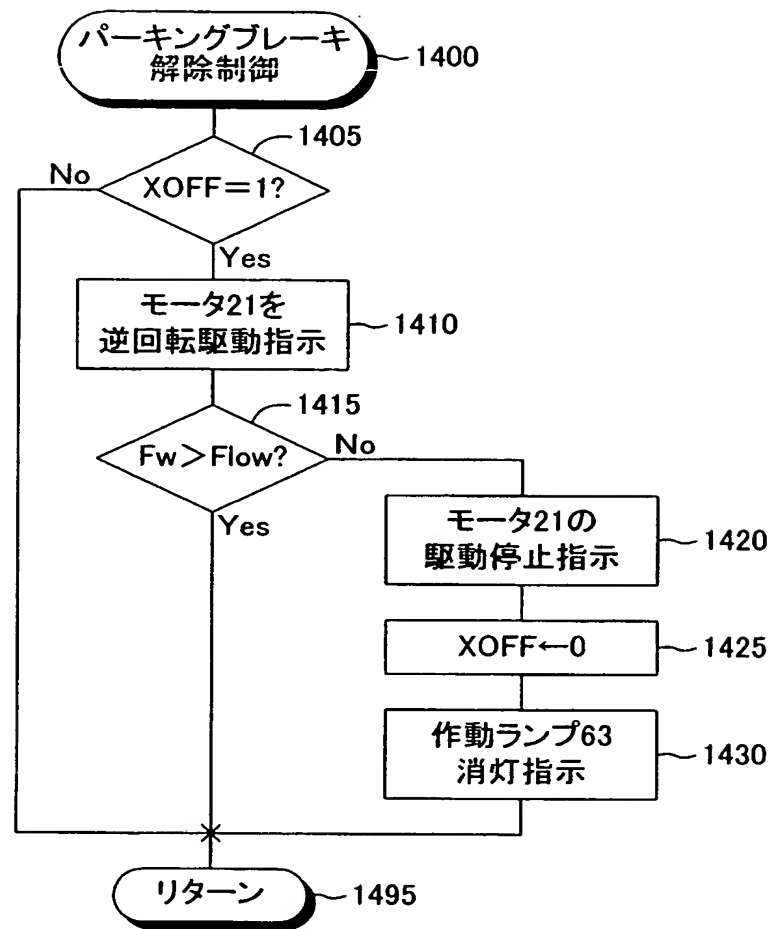 パーキングブレーキ
解除制御
1400
1405
No
XOFF=1?
Yes
モータ21を
逆回転駆動指示
1410
1415
Fw>Flow?
No
Yes
モータ21の
駆動停止指示
1420
XOFF←0
1425
作動ランプ63
消灯指示
1430
リターン
1495